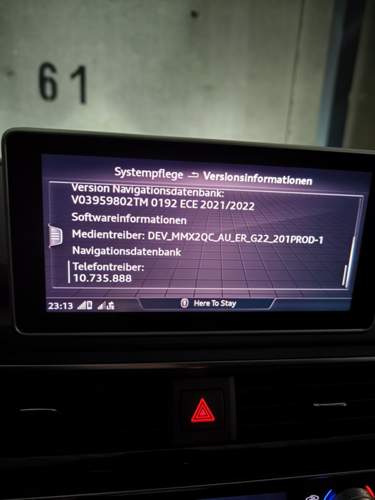 61
Systempflege Versionsinformationen
Version Navigationsdatenbank:
V03959802TM 0192 ECE 2021/2022
Softwareinformationen
Medientreiber: DEV_MMX2QC_AU_ER_G22_201PROD-1
Navigationsdatenbank
Telefontreiber:
10.735.888
23:13 Here To Stay